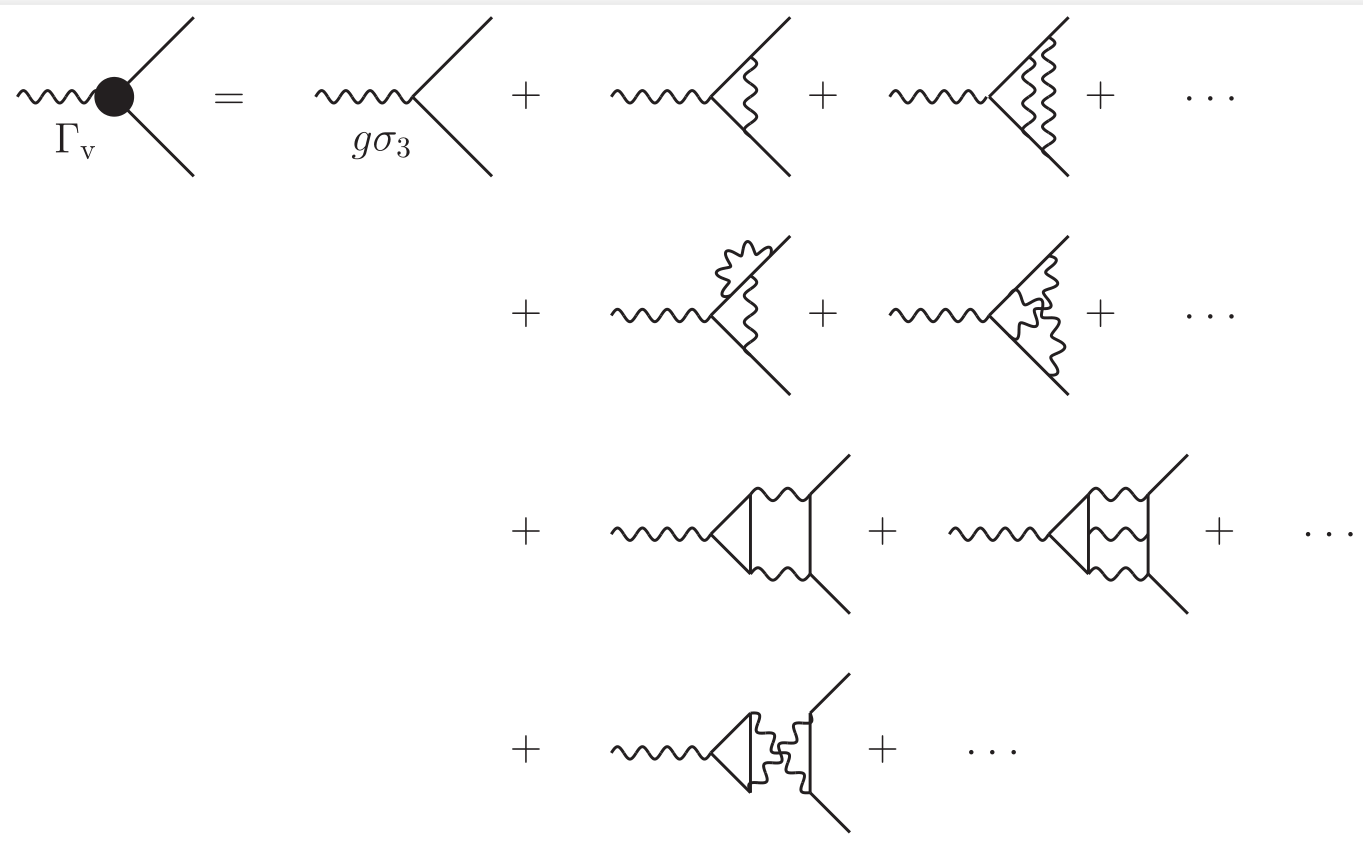 = + + + · · ·
Γᵥ gσ₃
+ + + · · ·
+ + + · · ·
+ + · · ·